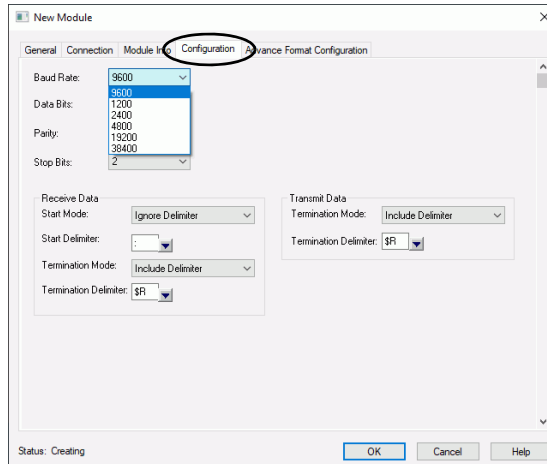 New Module
General Connection Module Info Configuration Advance Format Configuration
Baud Rate: 9600
9600
1200
2400
4800
19200
38400
Data Bits:
Parity:
Stop Bits: 2
Receive Data
Start Mode: Ignore Delimiter
Start Delimiter: :
Termination Mode: Include Delimiter
Termination Delimiter: $R
Transmit Data
Termination Mode: Include Delimiter
Termination Delimiter: $R
Status: Creating
OK Cancel Help